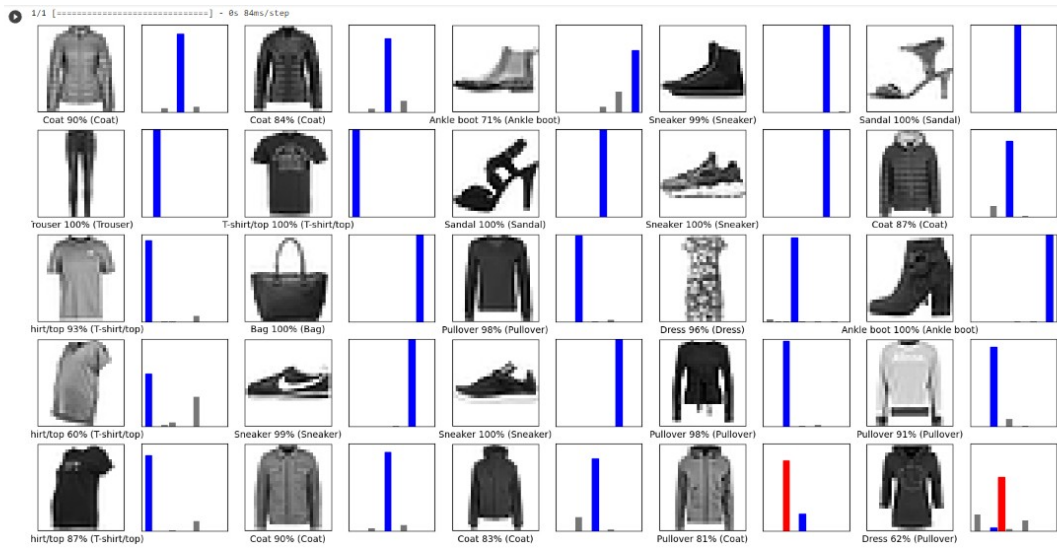 1/1 [==============================] - 0s 84ms/step
Coat 90% (Coat) Coat 84% (Coat) Ankle boot 71% (Ankle boot) Sneaker 99% (Sneaker) Sandal 100% (Sandal)
rouser 100% (Trouser) T-shirt/top 100% (T-shirt/top) Sandal 100% (Sandal) Sneaker 100% (Sneaker) Coat 87% (Coat)
hirt/top 93% (T-shirt/top) Bag 100% (Bag) Pullover 98% (Pullover) Dress 96% (Dress) Ankle boot 100% (Ankle boot)
hirt/top 60% (T-shirt/top) Sneaker 99% (Sneaker) Sneaker 100% (Sneaker) Pullover 98% (Pullover) Pullover 91% (Pullover)
hirt/top 87% (T-shirt/top) Coat 90% (Coat) Coat 83% (Coat) Pullover 81% (Coat) Dress 62% (Pullover)